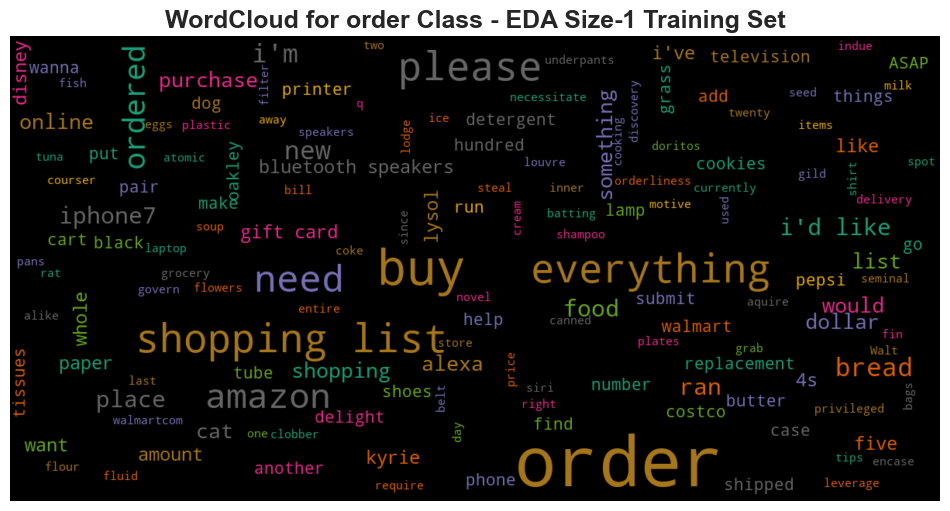 WordCloud for order Class - EDA Size-1 Training Set
disney
wanna
fish
ordered
purchase
dog
i'm
filter
printer
two
please
underpants
i've
television
grass
indue
ASAP
milk
online
eggs
plastic
away
speakers
q
lodge
ice
necessitate
detergent
something
cooking
discovery
add
twenty
seed
things
items
tuna
put
atomic
oakley
new
hundred
bluetooth speakers
louvre
doritos
cookies
like
spot
courser
pair
make
bill
lysol
steal
run
inner
batting
orderliness
motive
lamp
currently
used
gild
shirt
delivery
iphone7
soup
gift card
since
cream
shampoo
i'd like
go
cart
black
laptop
coke
pans
rat
grocery
govern
flowers
need
buy
everything
list
pepsi
seminal
alike
whole
entire
novel
food
submit
aquire
would
dollar
fin
shopping list
store
help
canned
walmart
plates
grab
Walt
tissues
paper
tube
shopping
alexa
price
siri
number
replacement
ran
4s
bread
bags
last
place
amazon
shoes
belt
right
costco
butter
privileged
walmartcom
delight
cat
one
clobber
day
find
case
five
want
amount
flour
fluid
another
kyrie
require
phone
order
shipped
tips
encase
leverage